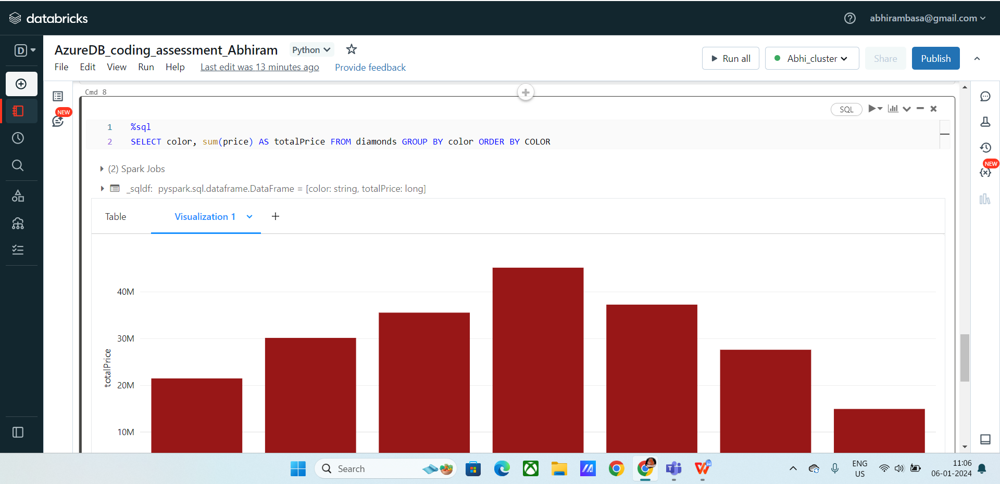 databricks
abhirambasa@gmail.com
D
AzureDB_coding_assessment_Abhiram Python
Run all Abhi_cluster Share Publish
File Edit View Run Help Last edit was 13 minutes ago Provide feedback
Cmd 8
NEW
SQL
1 %sql
2 SELECT color, sum(price) AS totalPrice FROM diamonds GROUP BY color ORDER BY COLOR
NEW
(2) Spark Jobs
_sqldf: pyspark.sql.dataframe.DataFrame = [color: string, totalPrice: long]
Table Visualization 1 +
40M
30M
totalPrice
20M
10M
Search
ENG
US
11:06
06-01-2024